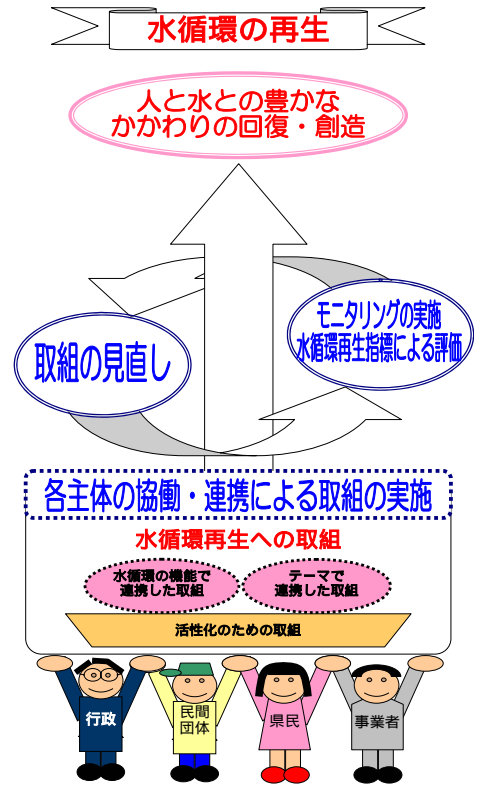 水循環の再生
人と水との豊かな
かかわりの回復・創造
モニタリングの実施
水循環再生指標による評価
取組の見直し
各主体の協働・連携による取組の実施
水循環再生への取組
水循環の機能で
連携した取組
テーマで
連携した取組
活性化のための取組
行政
民間
団体
県民
事業者